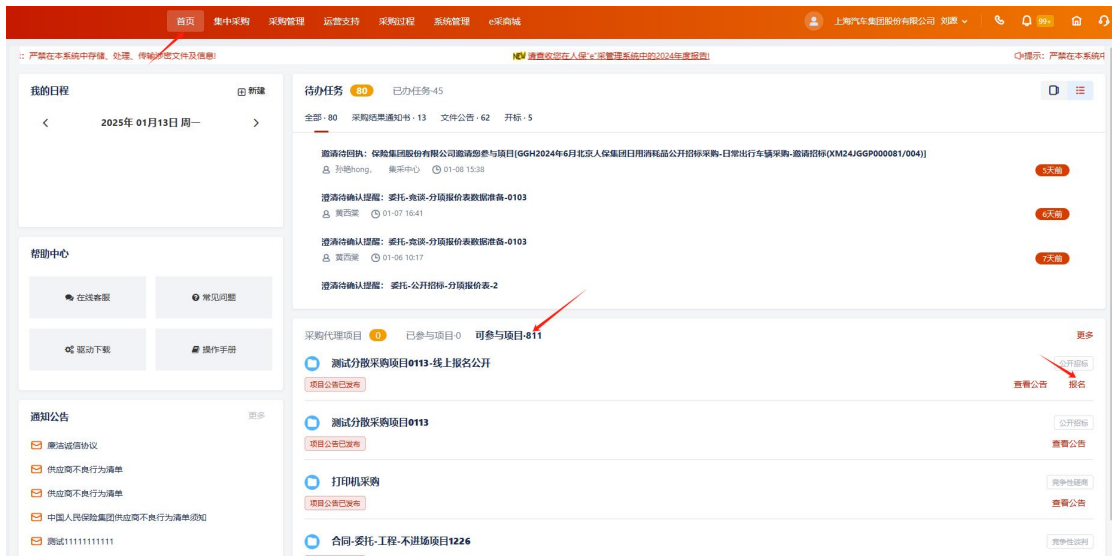 首页 集中采购 采购管理 运营支持 采购过程 系统管理 e采商城 上海汽车集团股份有限公司 刘源 99+
：严禁在本系统中存储、处理、传输涉密文件及信息! NEW 请查收您在人保"e"采管理系统中的2024年度报告! 提示：严禁在本系统中
我的日程 新建
2025年 01月13日 周一
待办任务 80 已办任务·45
全部·80 采购结果通知书·13 文件公告·62 开标·5
邀请待回执：保险集团股份有限公司邀请您参与项目[GGH2024年6月北京人保集团日用消耗品公开招标采购-日常出行车辆采购-邀请招标(XM24JGGP000081/004)]
孙艳hong, 集采中心 01-08 15:38 5天前
澄清待确认提醒：委托-竞谈-分项报价表数据准备-0103
黄西棠 01-07 16:41 6天前
澄清待确认提醒：委托-竞谈-分项报价表数据准备-0103
黄西棠 01-06 10:17 7天前
澄清待确认提醒： 委托-公开招标-分项报价表-2
帮助中心
在线客服 常见问题
驱动下载 操作手册
采购代理项目 0 已参与项目·0 可参与项目·811 更多
测试分散采购项目0113-线上报名公开 公开招标
项目公告已发布 查看公告 报名
测试分散采购项目0113 公开招标
项目公告已发布 查看公告
打印机采购 竞争性磋商
项目公告已发布 查看公告
合同-委托-工程-不进场项目1226 竞争性谈判
通知公告 更多
廉洁诚信协议
供应商不良行为清单
供应商不良行为清单
中国人民保险集团供应商不良行为清单须知
测试11111111111